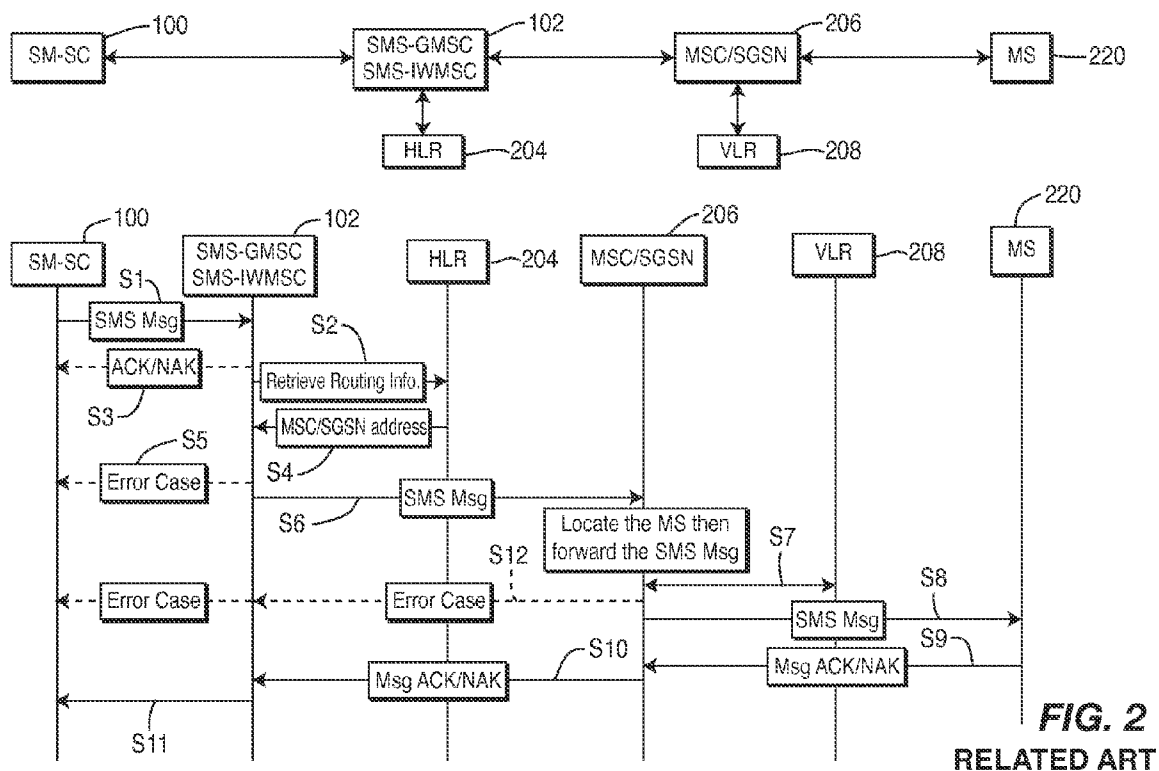 100
102
206
SM-SC
SMS-GMSC
SMS-IWMSC
MSC/SGSN
MS
220
HLR
204
VLR
208
100
102
206
220
SM-SC
SMS-GMSC
SMS-IWMSC
HLR
204
MSC/SGSN
VLR
208
MS
S1
SMS Msg
S2
ACK/NAK
Retrieve Routing Info.
S3
MSC/SGSN address
S5
S4
Error Case
SMS Msg
S6
Locate the MS then
forward the SMS Msg
S7
S12
S8
Error Case
Error Case
SMS Msg
S9
S10
Msg ACK/NAK
Msg ACK/NAK
S11
FIG. 2
RELATED ART